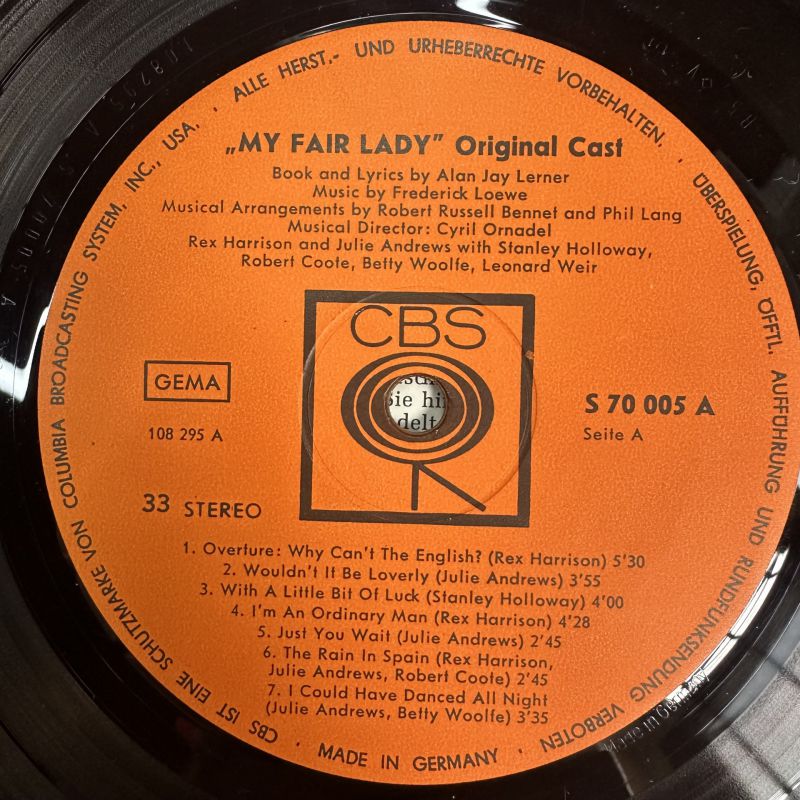 „MY FAIR LADY” Original Cast
Book and Lyrics by Alan Jay Lerner
Music by Frederick Loewe
Musical Arrangements by Robert Russell Bennet and Phil Lang
Musical Director: Cyril Ornadel
Rex Harrison and Julie Andrews with Stanley Holloway,
Robert Coote, Betty Woolfe, Leonard Weir
CBS
GEMA
108 295 A
33 STEREO
S 70 005 A
Seite A
sie
delt
1. Overture: Why Can't The English? (Rex Harrison) 5'30
2. Wouldn't If Be Loverly (Julie Andrews) 3'55
3. With A Little Bit Of Luck (Stanley Holloway) 4'00
4. I'm An Ordinary Man (Rex Harrison) 4'28
5. Just You Wait (Julie Andrews) 2'45
6. The Rain In Spain (Rex Harrison,
Julie Andrews, Robert Coote) 2'45
7. I Could Have Danced All Night
(Julie Andrews, Betty Woolfe) 3'35
CBS IST EINE SCHUTZMARKE VON COLUMBIA BROADCASTING SYSTEM, INC., USA. · ALLE HERST.- UND URHEBERRECHTE VORBEHALTEN. · ÜBERSPIELUNG, ÖFFTL. AUFFÜHRUNG UND RUNDFUNKSENDUNG VERBOTEN · MADE IN GERMANY ·
Made in Germany